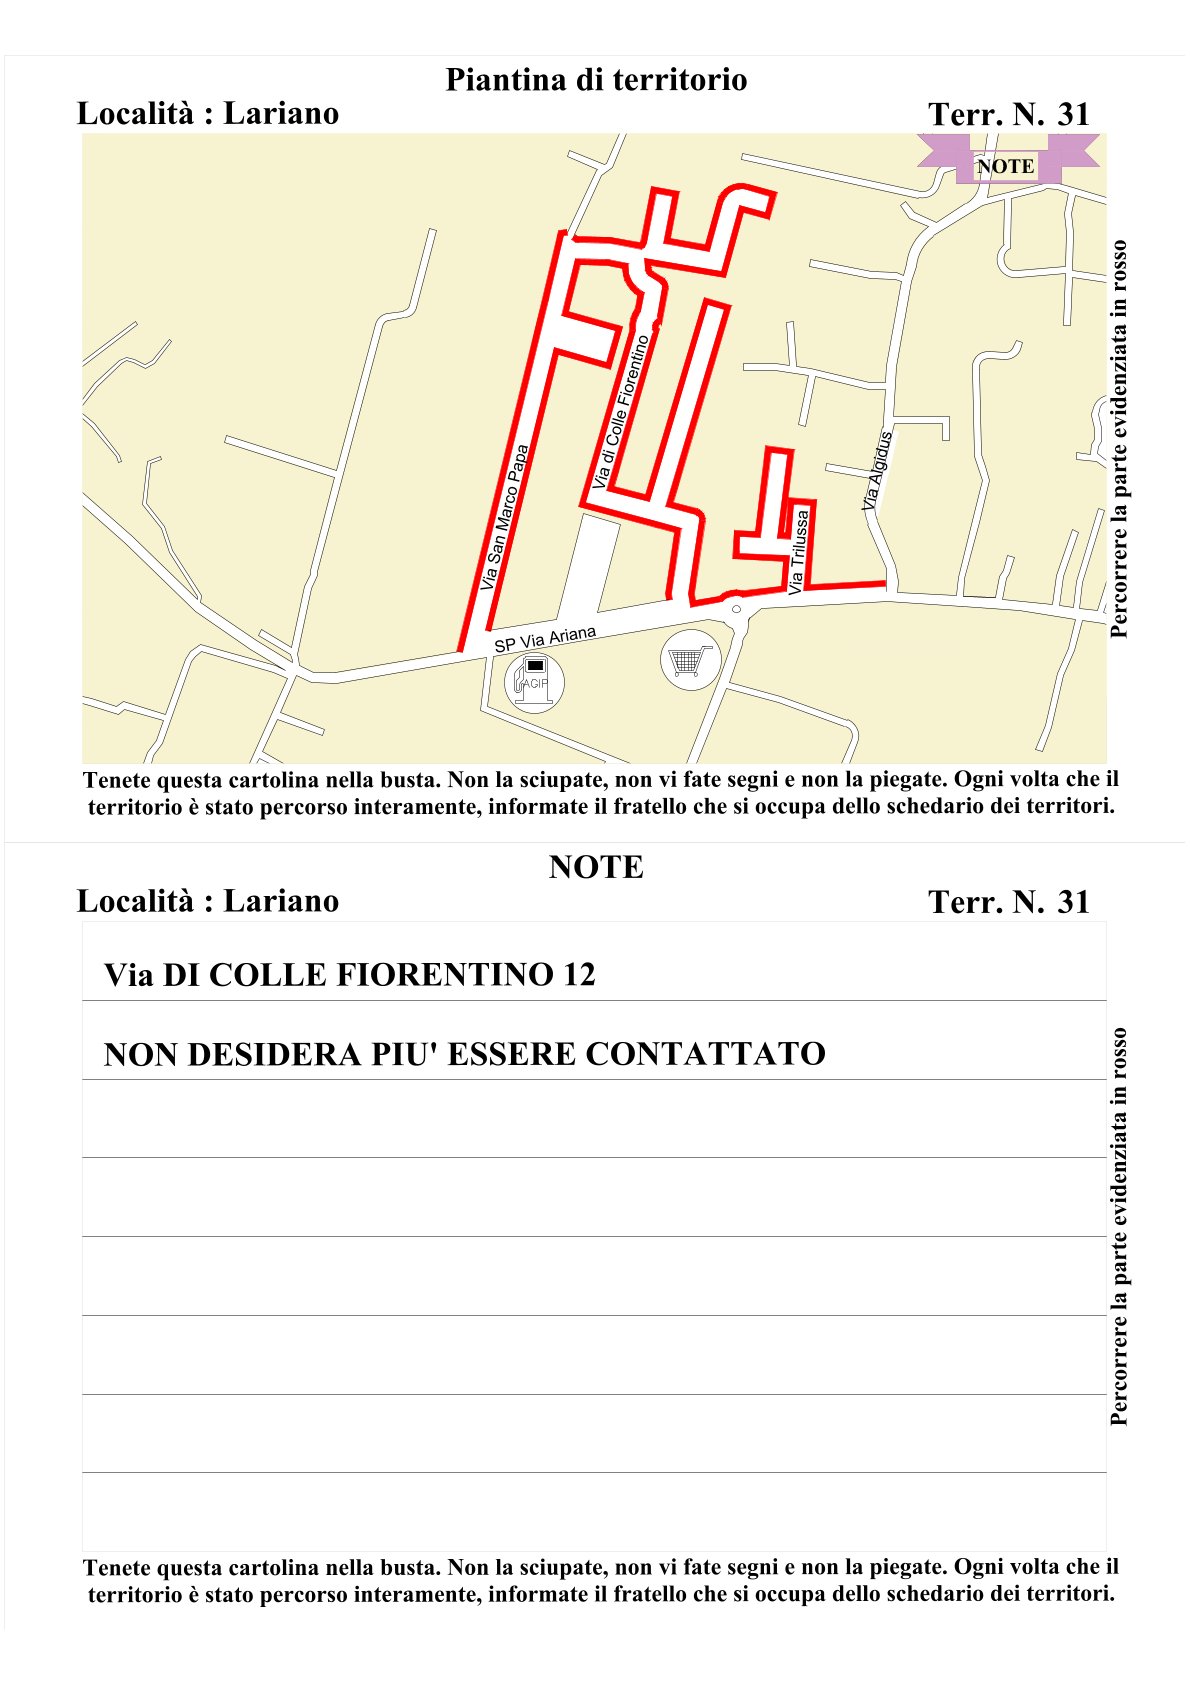 Piantina di territorio
Località : Lariano
Terr. N. 31
NOTE
Via di Colle Fiorentino
Via San Marco Papa
Via Algidus
Via Trilussa
SP Via Ariana
AGIP
Percorrere la parte evidenziata in rosso
Tenete questa cartolina nella busta. Non la sciupate, non vi fate segni e non la piegate. Ogni volta che il
territorio è stato percorso interamente, informate il fratello che si occupa dello schedario dei territori.
NOTE
Località : Lariano
Terr. N. 31
Via DI COLLE FIORENTINO 12
NON DESIDERA PIU' ESSERE CONTATTATO
Percorrere la parte evidenziata in rosso
Tenete questa cartolina nella busta. Non la sciupate, non vi fate segni e non la piegate. Ogni volta che il
territorio è stato percorso interamente, informate il fratello che si occupa dello schedario dei territori.